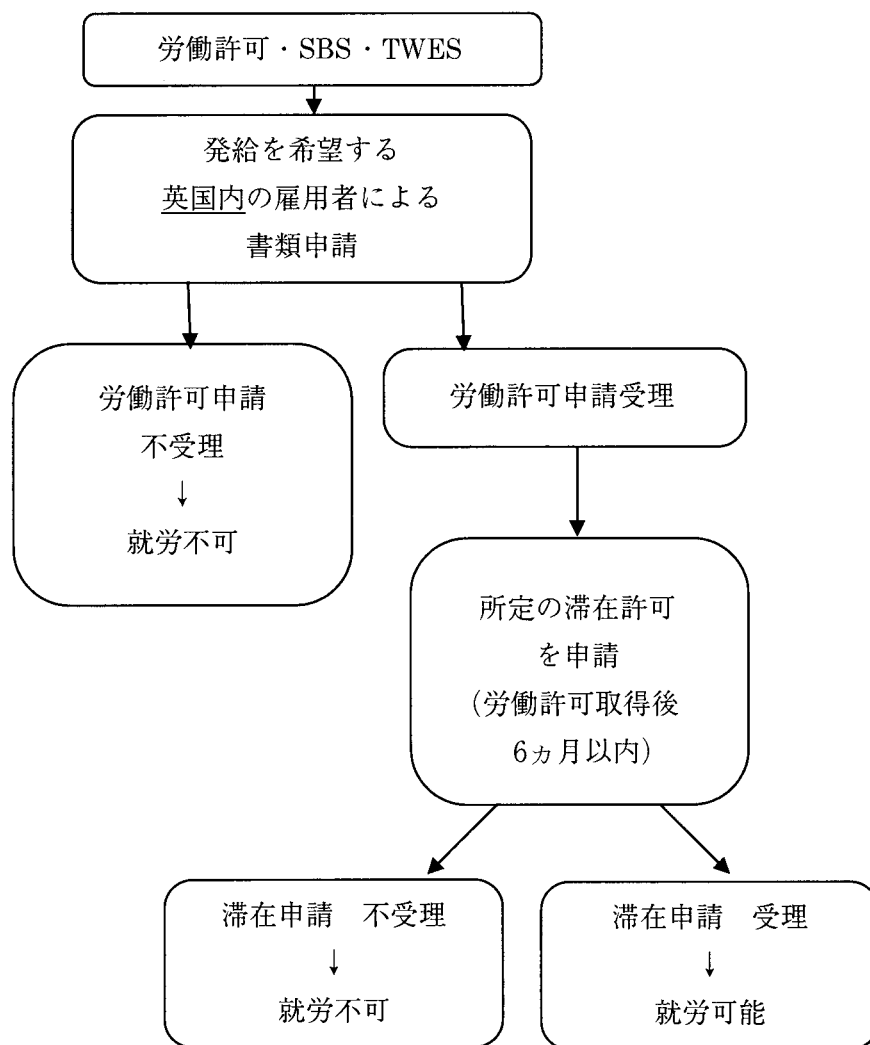 労働許可・SBS・TWES
発給を希望する
英国内の雇用者による
書類申請
労働許可申請
不受理
↓
就労不可
労働許可申請受理
所定の滞在許可
を申請
(労働許可取得後
6ヵ月以内)
滞在申請　不受理
↓
就労不可
滞在申請　受理
↓
就労可能